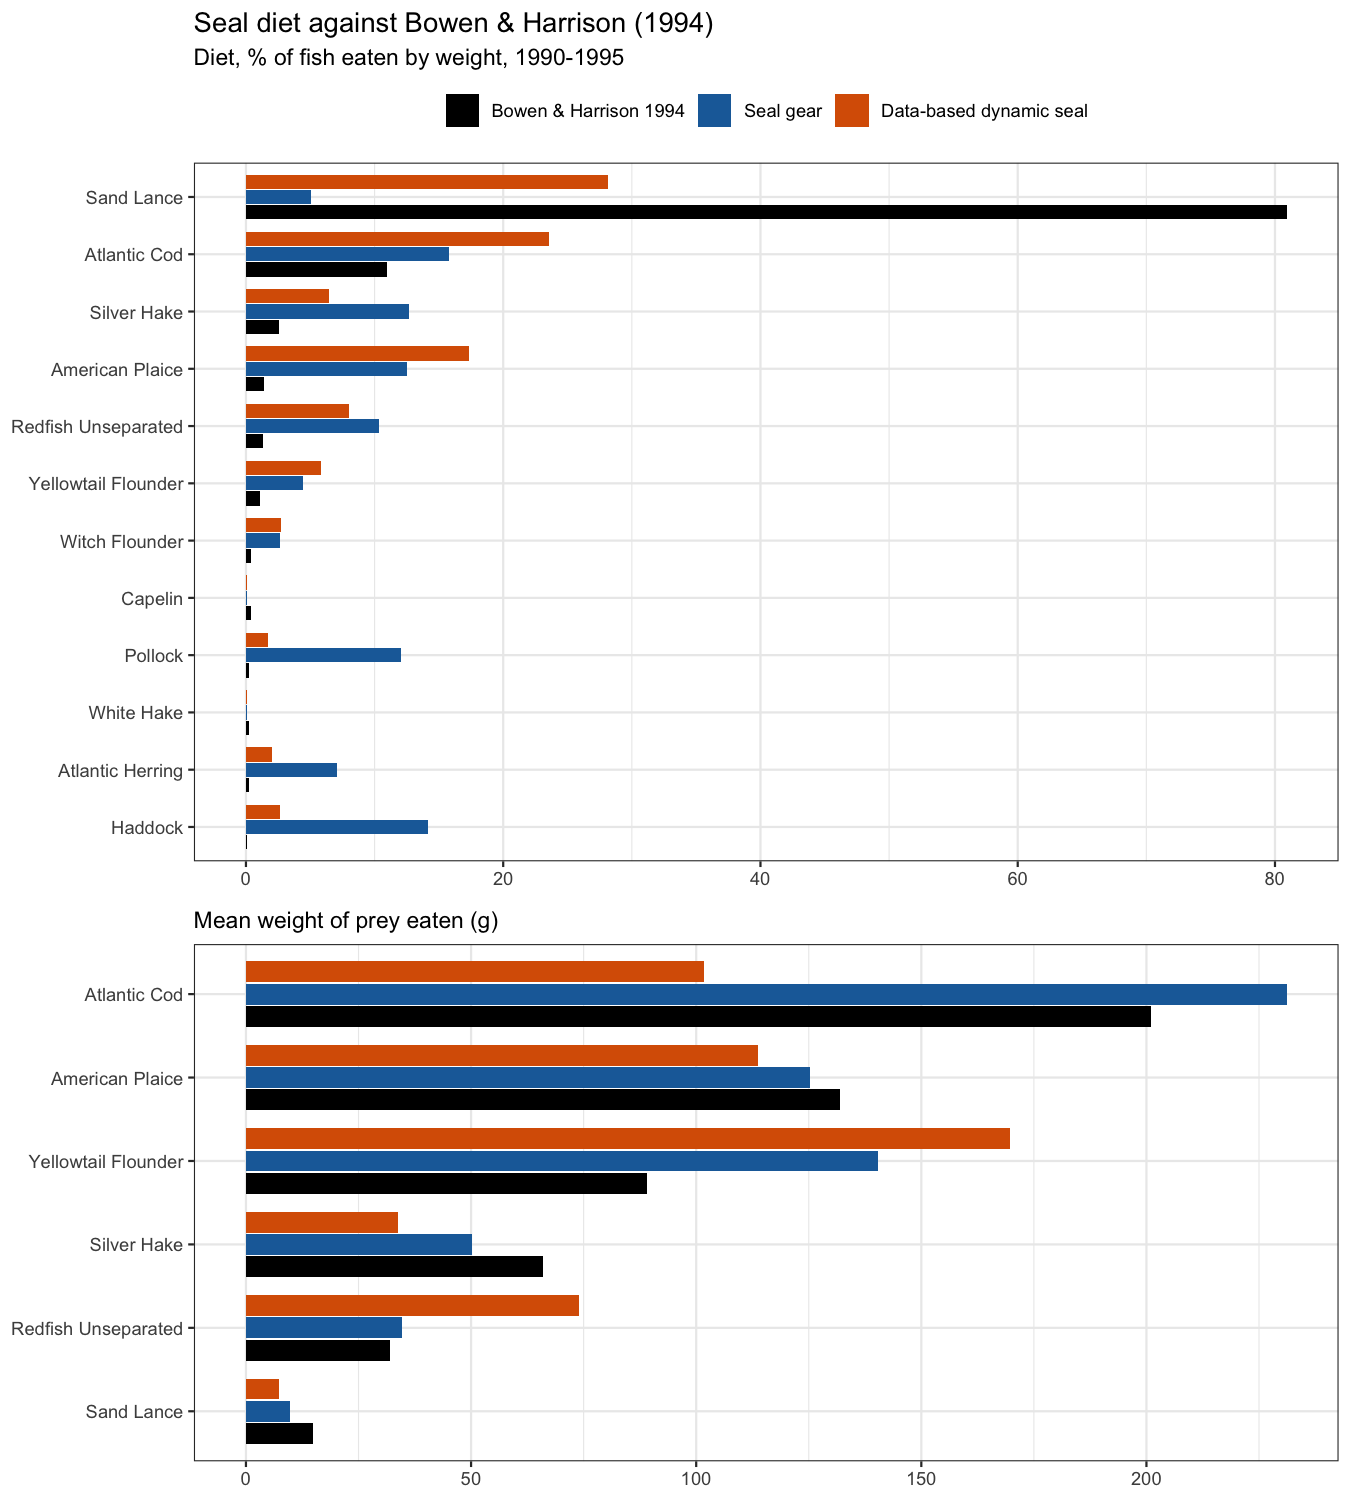 Seal diet against Bowen & Harrison (1994)
Diet, % of fish eaten by weight, 1990-1995
Bowen & Harrison 1994 Seal gear Data-based dynamic seal
Sand Lance
Atlantic Cod
Silver Hake
American Plaice
Redfish Unseparated
Yellowtail Flounder
Witch Flounder
Capelin
Pollock
White Hake
Atlantic Herring
Haddock
0 20 40 60 80
Mean weight of prey eaten (g)
Atlantic Cod
American Plaice
Yellowtail Flounder
Silver Hake
Redfish Unseparated
Sand Lance
0 50 100 150 200